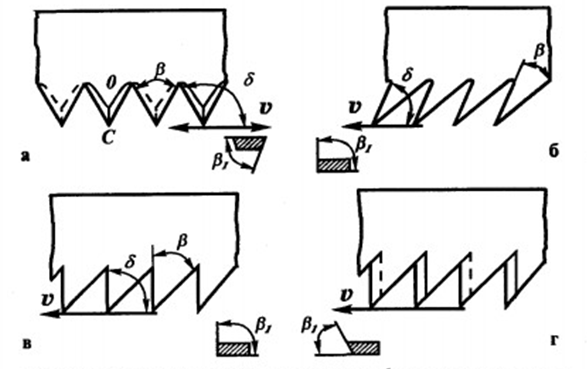 0 β δ
C v
а β₁
δ β
v β₁ б
δ β
v β₁
в
v
β₁ г